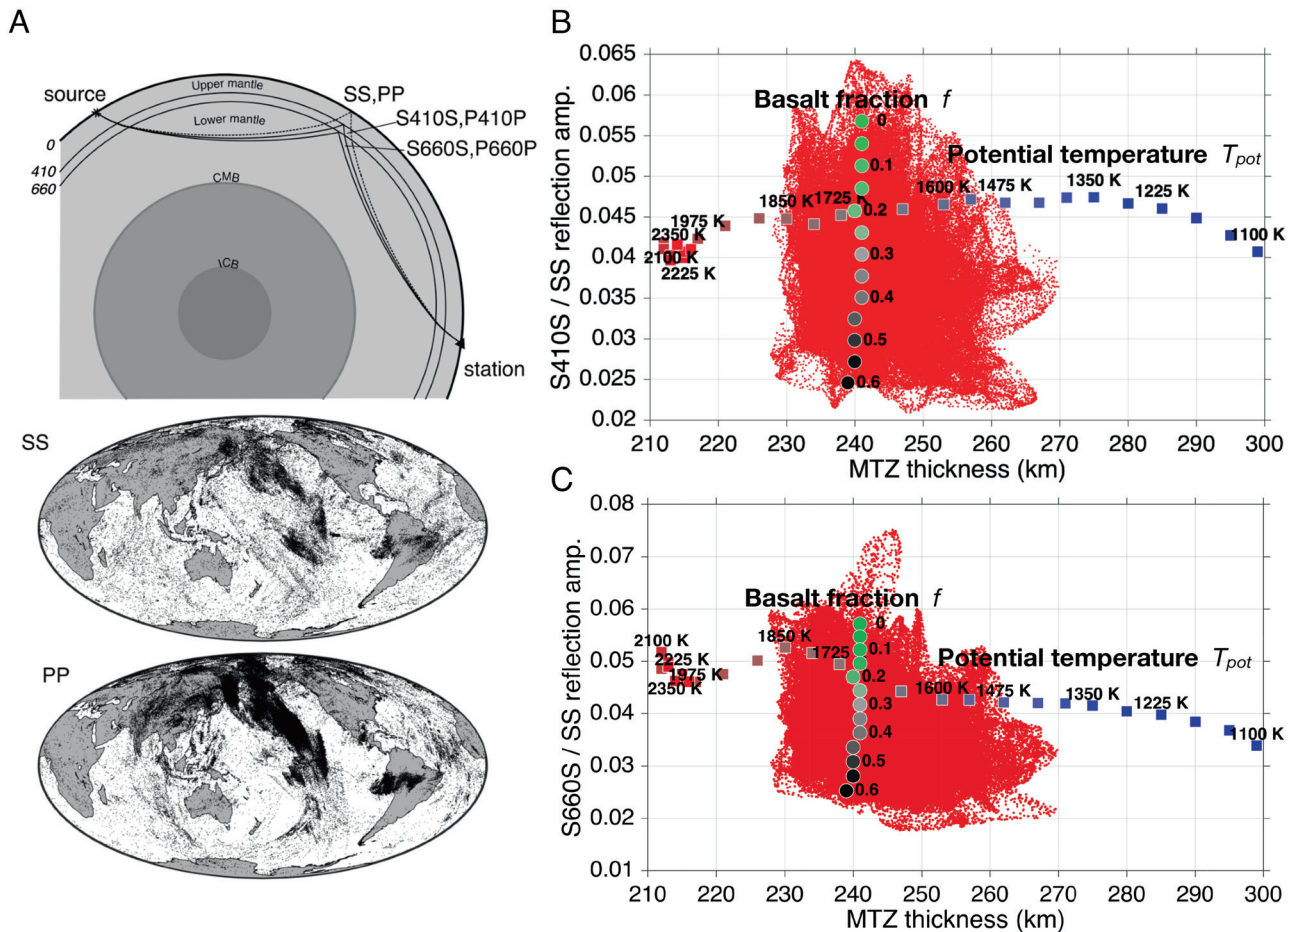 A
source
Upper mantle
SS,PP
Lower mantle
S410S,P410P
S660S,P660P
0
410
660
CMB
ICB
station
SS
PP
B
S410S / SS reflection amp.
0.065
0.06
0.055
0.05
0.045
0.04
0.035
0.03
0.025
0.02
Basalt fraction f
0
0.1
0.2
0.3
0.4
0.5
0.6
Potential temperature Tpot
2350 K
2100 K
2225 K
1975 K
1850 K
1725 K
1600 K
1475 K
1350 K
1225 K
1100 K
210 220 230 240 250 260 270 280 290 300
MTZ thickness (km)
C
S660S / SS reflection amp.
0.08
0.07
0.06
0.05
0.04
0.03
0.02
0.01
Basalt fraction f
0
0.1
0.2
0.3
0.4
0.5
0.6
Potential temperature Tpot
2100 K
2225 K
1975 K
2350 K
1850 K
1725
1600 K
1475 K
1350 K
1225 K
1100 K
210 220 230 240 250 260 270 280 290 300
MTZ thickness (km)